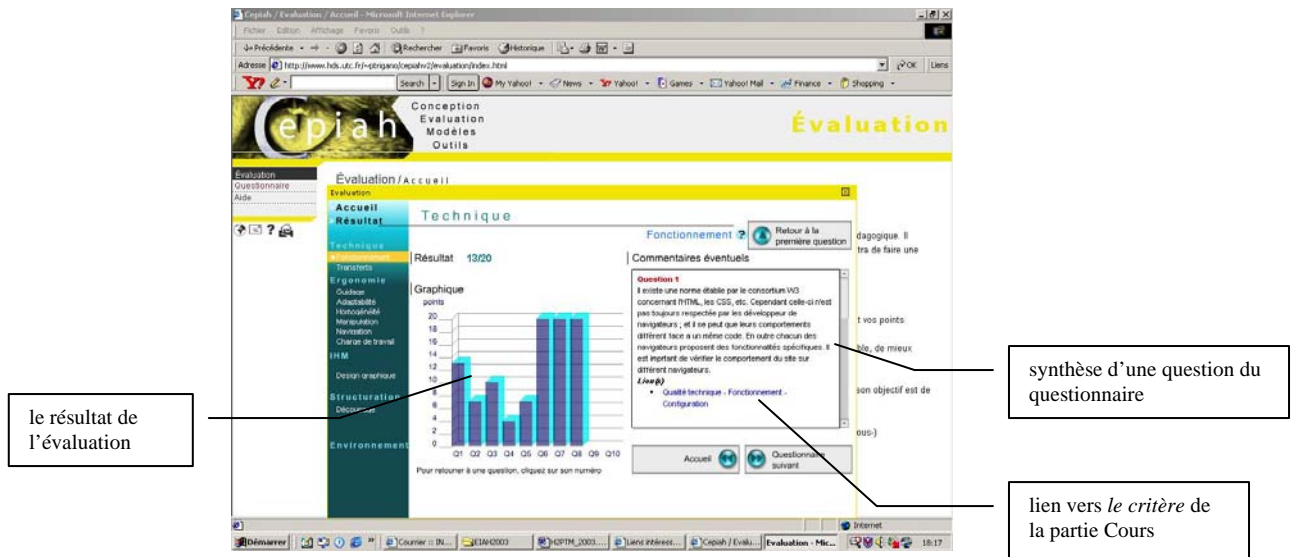 Cepiah / Evaluation / Accueil - Microsoft Internet Explorer
Fichier Edition Affichage Favoris Outils ?
Précédente Rechercher Favoris Historique
Adresse http://www.hds.utc.fr/~ptrigano/cepiahv2/evaluation/index.html OK Liens
Y? Search Sign In My Yahoo! News Yahoo! Games Yahoo! Mail Finance Shopping
Cepiah
Conception
Evaluation
Modèles
Outils
Évaluation
Évaluation
Questionnaire
Aide
Évaluation / Accueil
Evaluation
Accueil
Résultat
Technique
Fonctionnement
Transferts
Ergonomie
Guidage
Adaptabilité
Homogénéité
Manipulation
Navigation
Charge de travail
IHM
Design graphique
Structuration
Environnement
Technique
Fonctionnement ?
Retour à la
première question
Résultat 13/20
Graphique
points
20
18
16
14
12
10
8
6
4
2
0
Q1 Q2 Q3 Q4 Q5 Q6 Q7 Q8 Q9 Q10
Pour retourner à une question, cliquez sur son numéro
Commentaires éventuels
Question 1
Il existe une norme établie par le consortium W3
concernant l'HTML, les CSS, etc. Cependant celle-ci n'est
pas toujours respectée par les développeur de
navigateurs ; et il se peut que leurs comportements
différent face a un même code. En outre chacun des
navigateurs proposent des fonctionnalités spécifiques. Il
est imprtant de vérifier le comportement du site sur
différent navigateurs.
Lien(s)
Qualité technique - Fonctionnement -
Configuration
Accueil
Questionnaire
suivant
dagogique. Il
tra de faire une
t vos points
ble, de mieux
son objectif est de
ous-)
Internet
Démarrer Courrier :: IN... EIAH2003 H2PTM_2003.... Liens intéress... Cepiah / Evalu... Evaluation - Mic... 18:17
le résultat de
l'évaluation
synthèse d'une question du
questionnaire
lien vers le critère de
la partie Cours